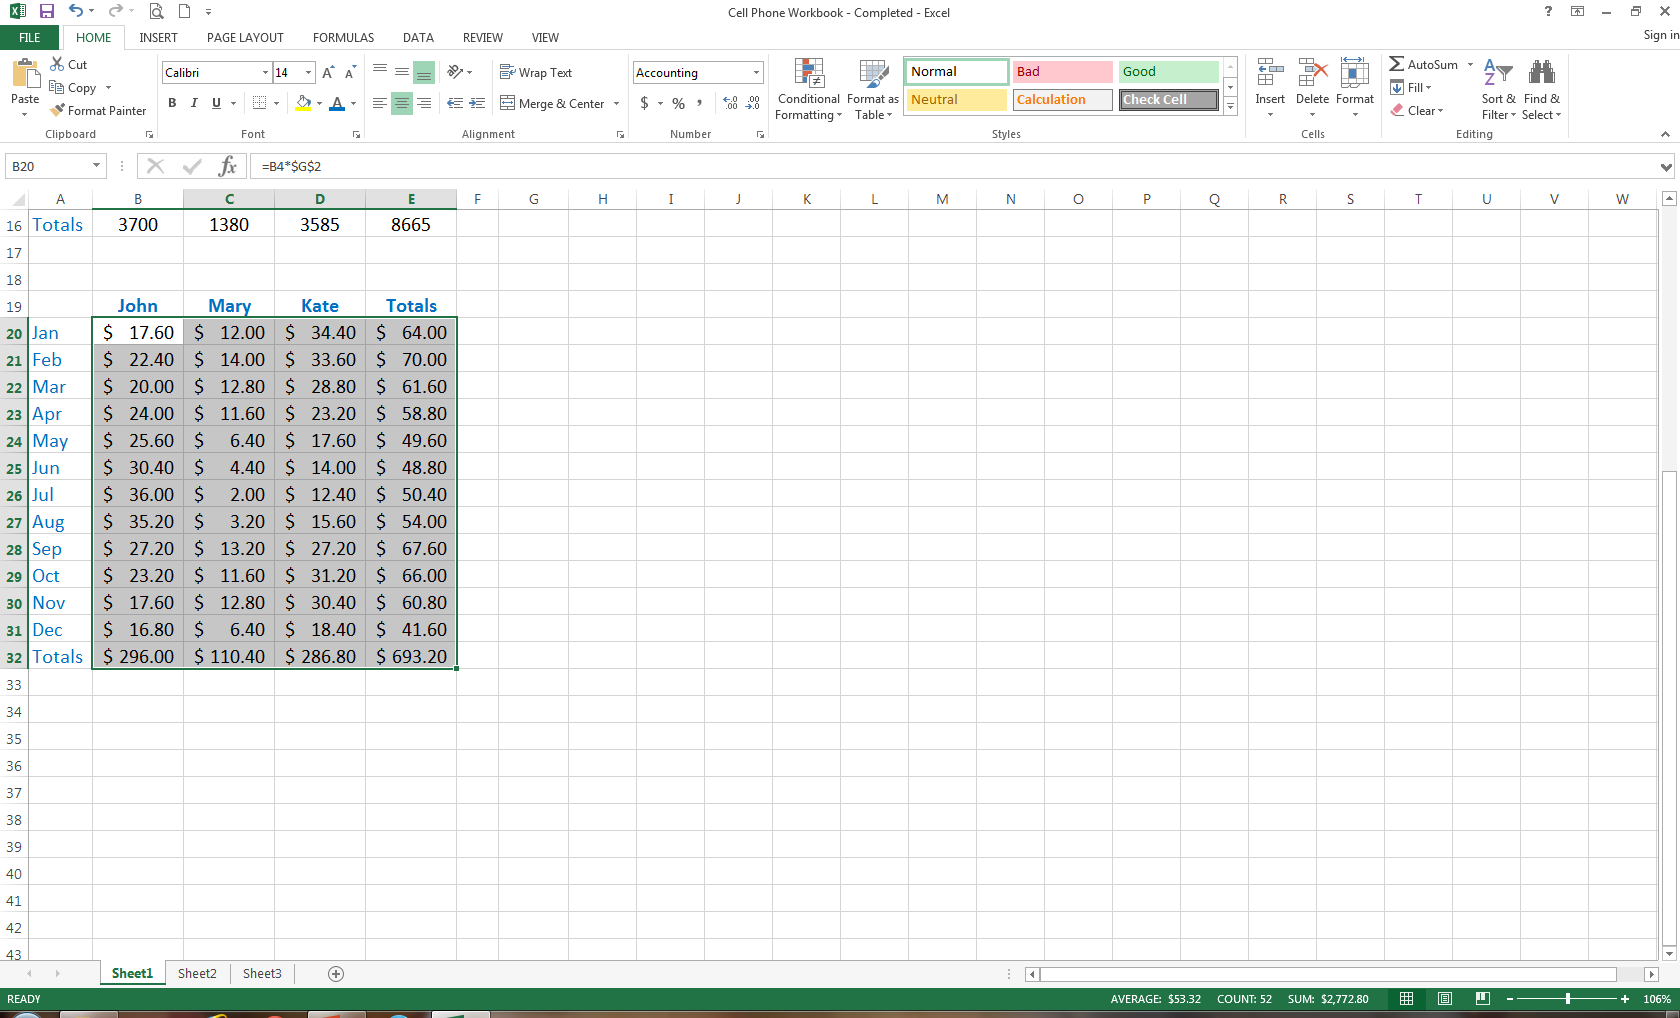 Cell Phone Workbook - Completed - Excel
?
Sign in
FILE HOME INSERT PAGE LAYOUT FORMULAS DATA REVIEW VIEW
Paste
Cut
Copy
Format Painter
Clipboard
Calibri 14 A A
B I U A
Font
Wrap Text
Merge & Center
Alignment
Accounting
$ % , .00 .00
Number
Conditional Formatting
Format as Table
Normal Bad Good
Neutral Calculation Check Cell
Styles
Insert Delete Format
Cells
AutoSum
Fill
Clear
Sort & Filter
Find & Select
Editing
B20 fx =B4*$G$2
A B C D E F G H I J K L M N O P Q R S T U V W
16 Totals 3700 1380 3585 8665
17
18
19 John Mary Kate Totals
20 Jan $ 17.60 $ 12.00 $ 34.40 $ 64.00
21 Feb $ 22.40 $ 14.00 $ 33.60 $ 70.00
22 Mar $ 20.00 $ 12.80 $ 28.80 $ 61.60
23 Apr $ 24.00 $ 11.60 $ 23.20 $ 58.80
24 May $ 25.60 $ 6.40 $ 17.60 $ 49.60
25 Jun $ 30.40 $ 4.40 $ 14.00 $ 48.80
26 Jul $ 36.00 $ 2.00 $ 12.40 $ 50.40
27 Aug $ 35.20 $ 3.20 $ 15.60 $ 54.00
28 Sep $ 27.20 $ 13.20 $ 27.20 $ 67.60
29 Oct $ 23.20 $ 11.60 $ 31.20 $ 66.00
30 Nov $ 17.60 $ 12.80 $ 30.40 $ 60.80
31 Dec $ 16.80 $ 6.40 $ 18.40 $ 41.60
32 Totals $ 296.00 $ 110.40 $ 286.80 $ 693.20
33
34
35
36
37
38
39
40
41
42
43
Sheet1 Sheet2 Sheet3
READY AVERAGE: $53.32 COUNT: 52 SUM: $2,772.80 - + 106%